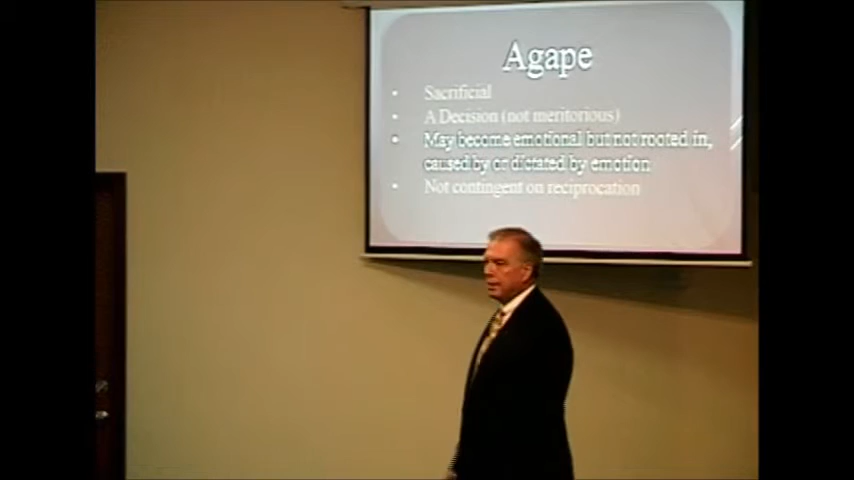 Agape
• Sacrificial
• A Decision (not meritorious)
• May become emotional but not rooted in,
caused by or dictated by emotion
• Not contingent on reciprocation